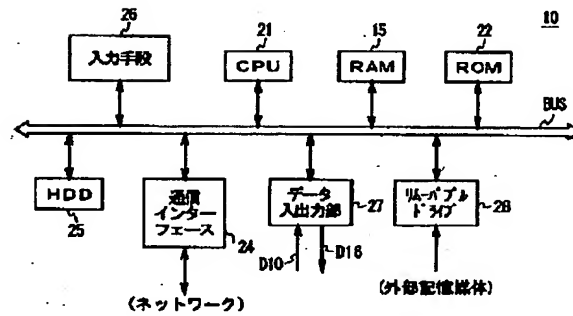 26
入力手段
21
CPU
15
RAM
22
ROM
10
BUS
HDD
25
通信
インター
フェース
24
(ネットワーク)
データ
入出力部
27
D10
D16
リムーバブル
ドライブ
28
(外部記憶媒体)